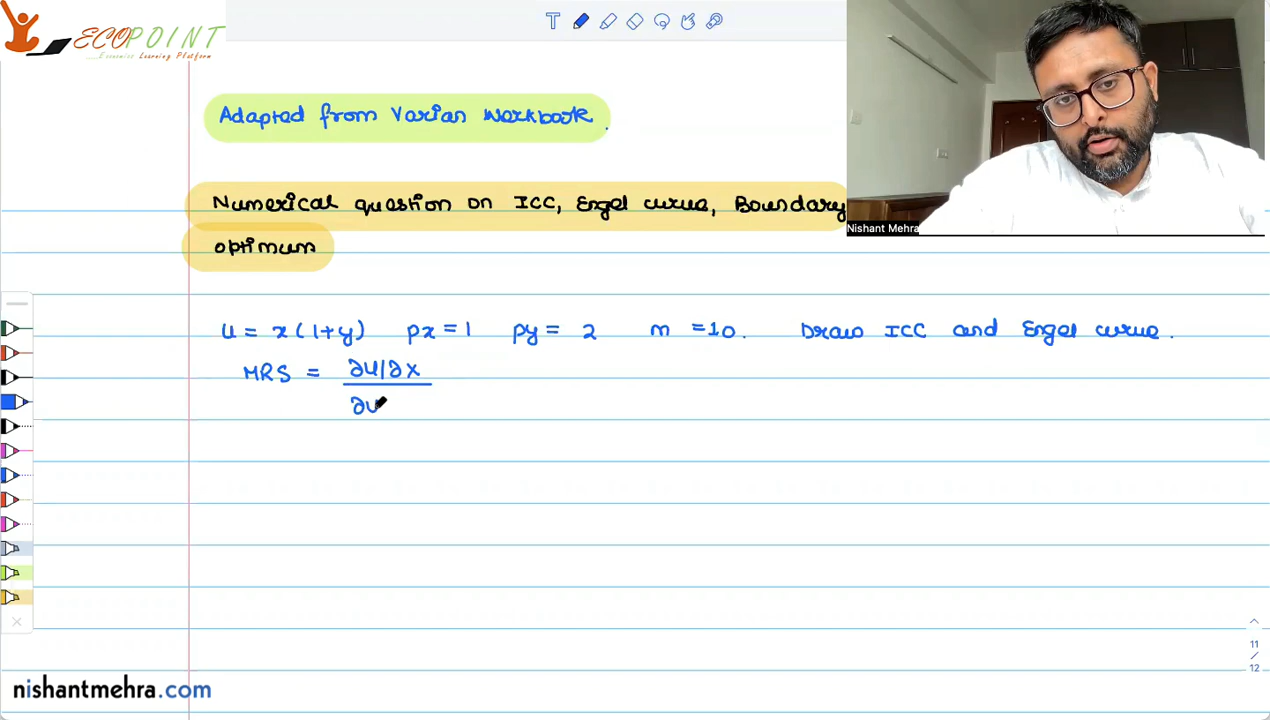 ECOPOINT
Economics Learning Platform
Adapted from Varian Workbook.
Numerical question on ICC, Engel curve, Boundary
optimum
Nishant Mehra
u = x(1+y) px = 1 py = 2 m = 10. Draw ICC and Engel curve.
MRS = ∂U/∂x
∂u
11
/
12
nishantmehra.com